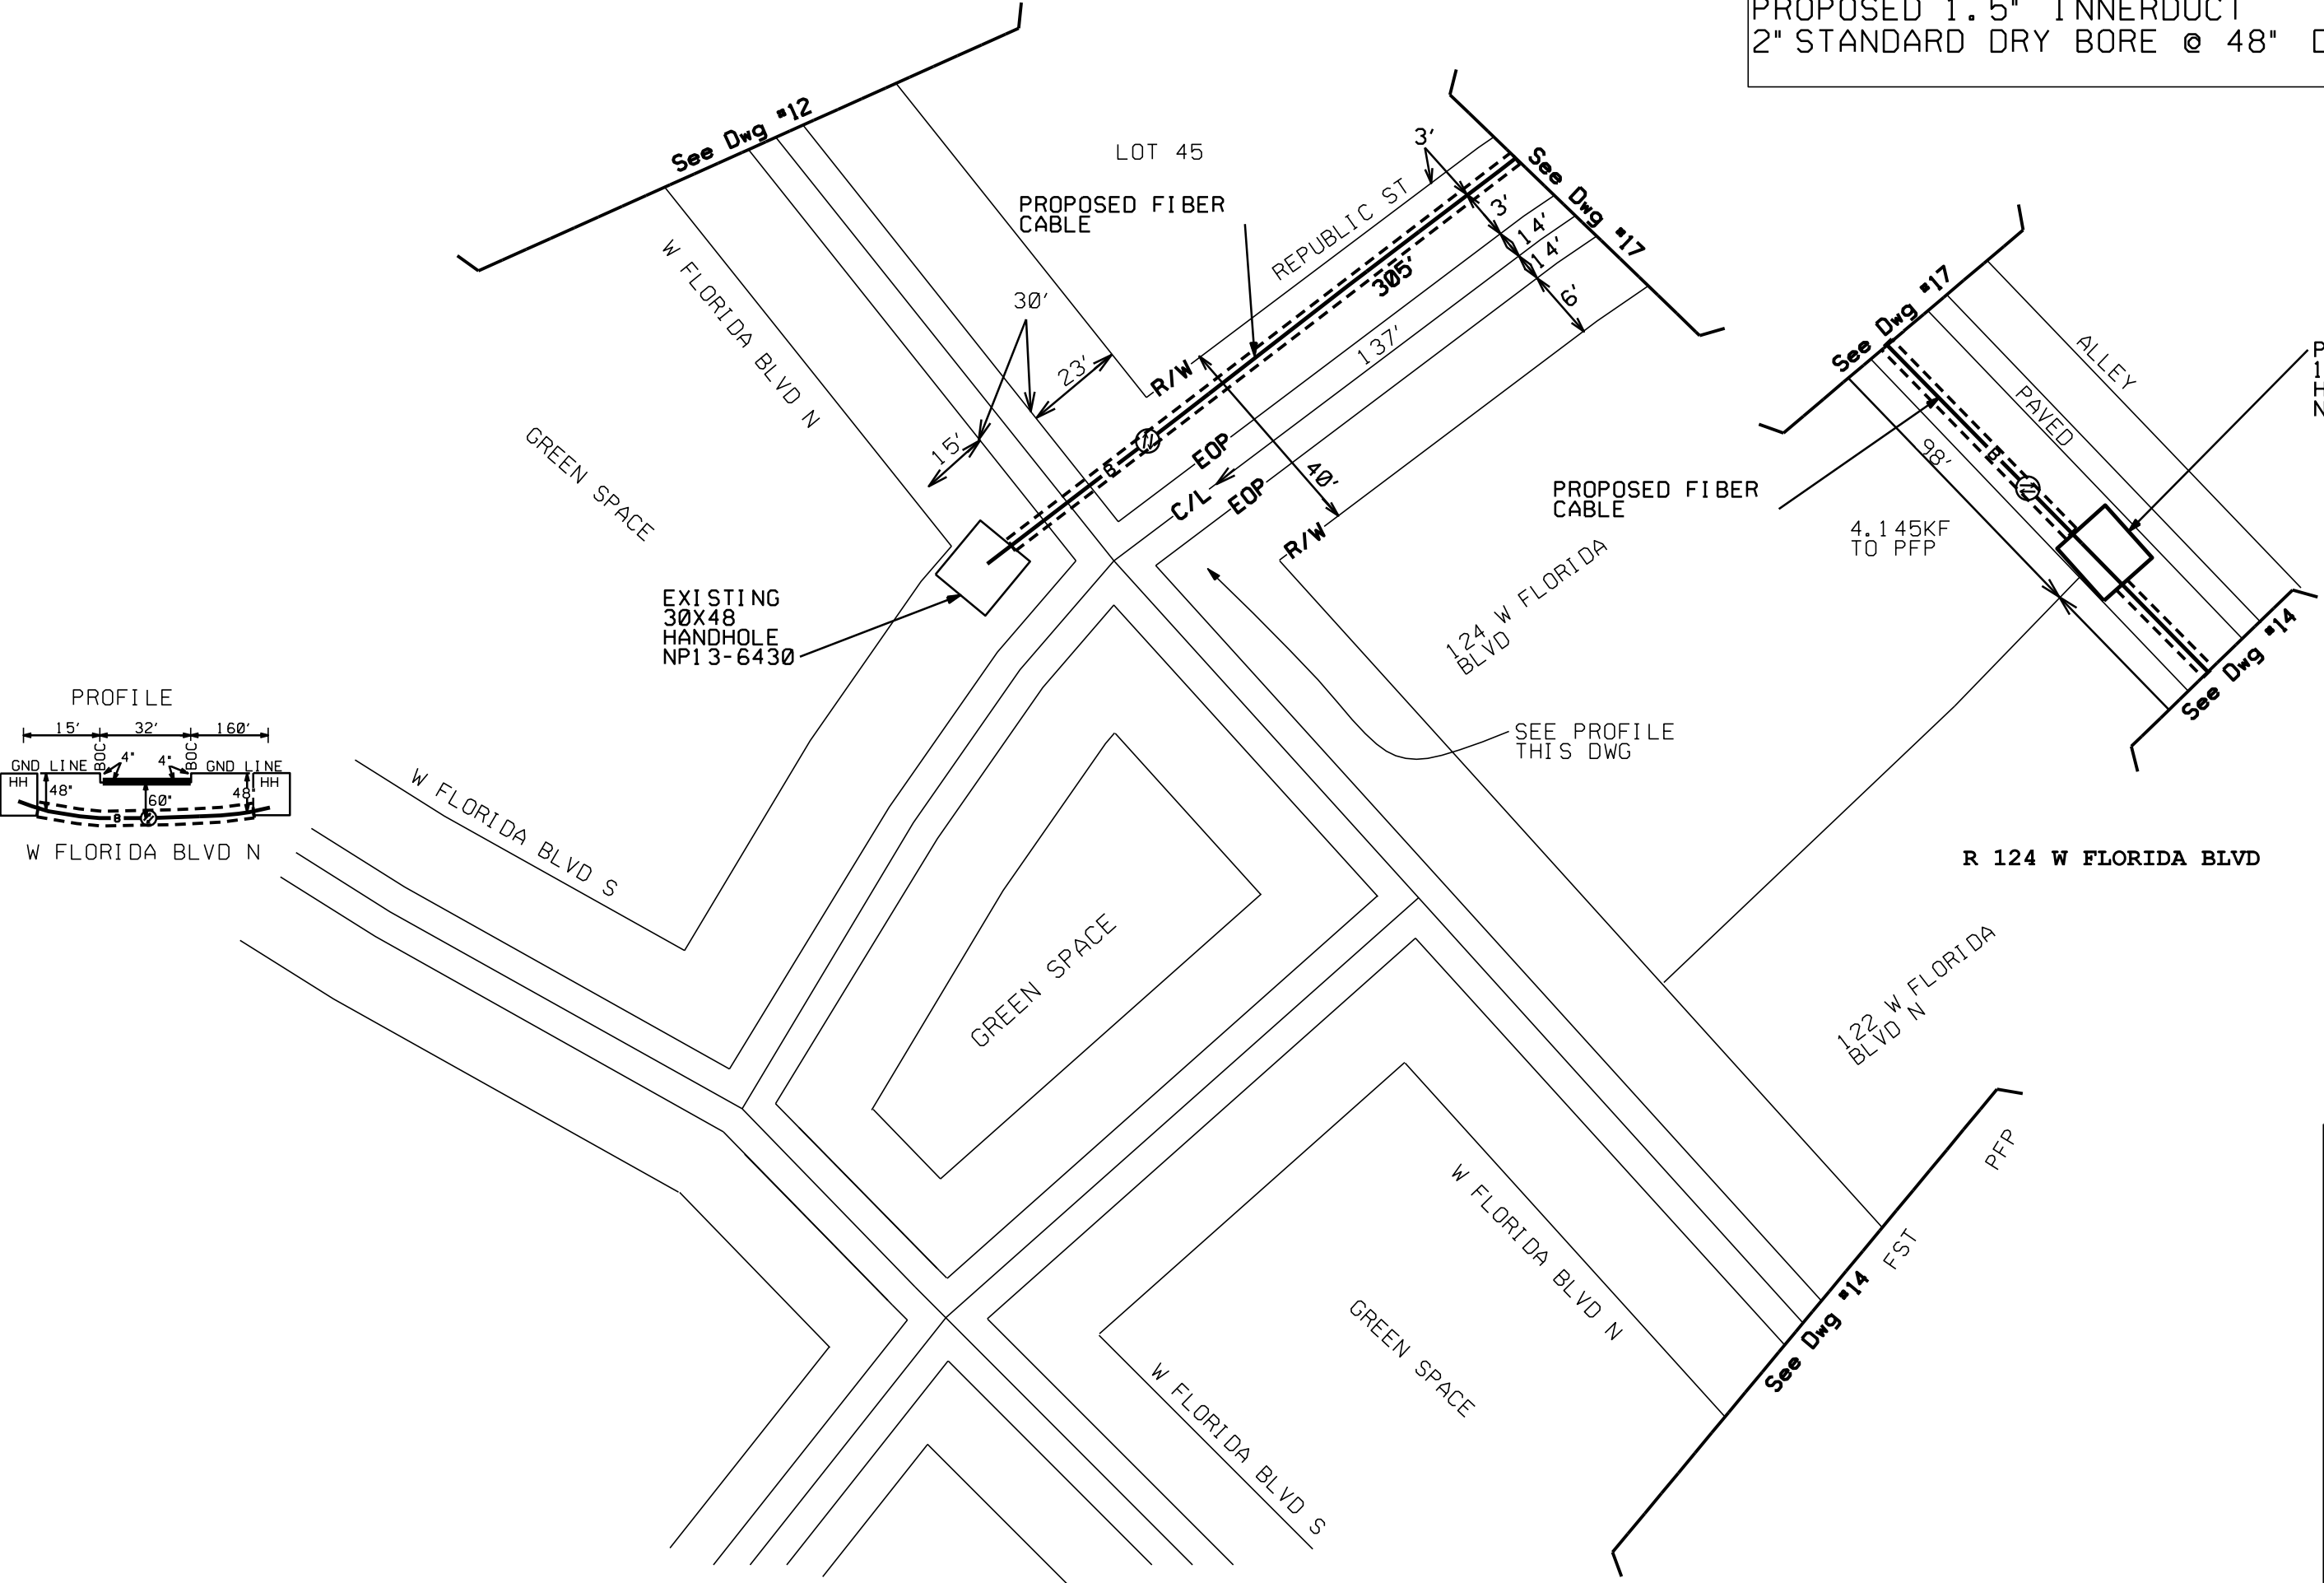 PROPOSED 1.5" INNERDUCT
2" STANDARD DRY BORE @ 48"
See Dwg #12
LOT 45
PROPOSED FIBER
CABLE
REPUBLIC ST
3'
3'
14'
14'
6'
See Dwg #17
305'
137'
W FLORIDA BLVD N
30'
23'
15'
R/W
EOP
C/L
EOP
R/W
40'
B
GREEN SPACE
EXISTING
30X48
HANDHOLE
NP13-6430
See Dwg #17
ALLEY
PAVED
98'
B
PROPOSED FIBER
CABLE
4.145KF
TO PFP
See Dwg #14
124 W FLORIDA
BLVD
SEE PROFILE
THIS DWG
PROFILE
15' 32' 160'
BOC BOC
4" 4"
GND LINE GND LINE
HH HH
48" 60" 48"
B
W FLORIDA BLVD N
W FLORIDA BLVD S
R 124 W FLORIDA BLVD
GREEN SPACE
122 W FLORIDA
BLVD N
PFP
FST
See Dwg #14
W FLORIDA BLVD N
GREEN SPACE
W FLORIDA BLVD S